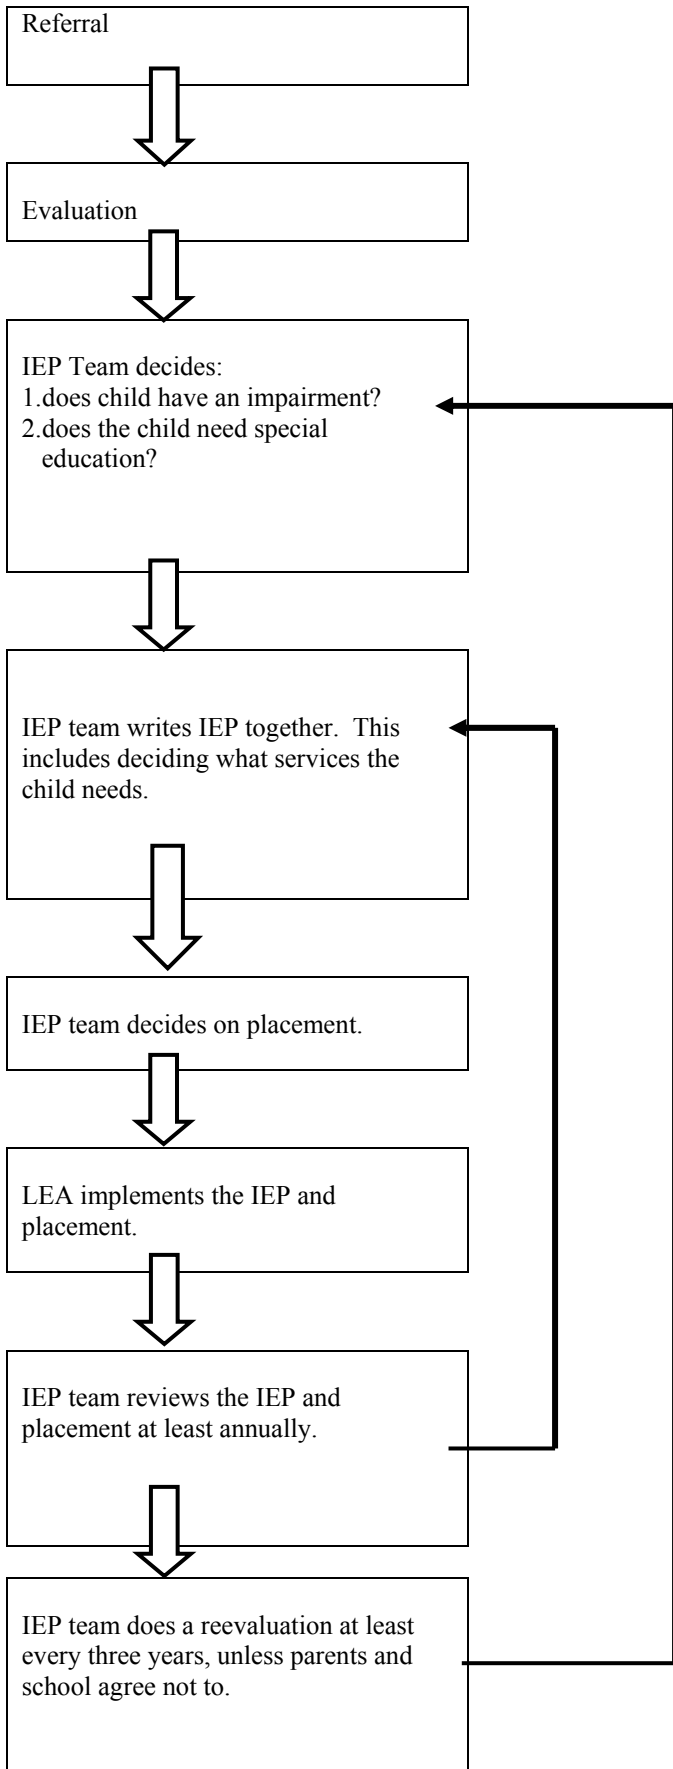 Referral
Evaluation
IEP Team decides:
1.does child have an impairment?
2.does the child need special
education?
IEP team writes IEP together.  This
includes deciding what services the
child needs.
IEP team decides on placement.
LEA implements the IEP and
placement.
IEP team reviews the IEP and
placement at least annually.
IEP team does a reevaluation at least
every three years, unless parents and
school agree not to.